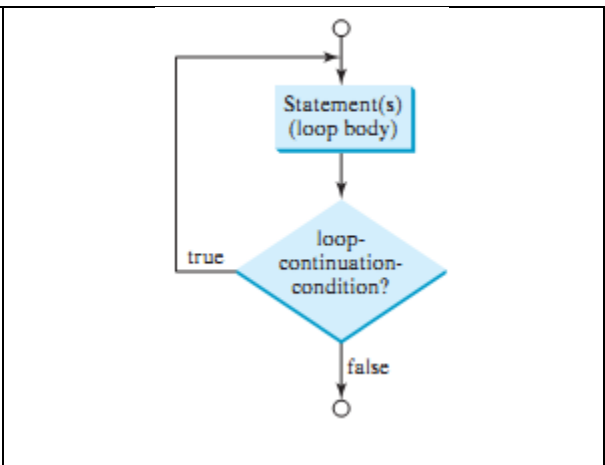 Statement(s)
(loop body)
loop-
continuation-
condition?
true
false